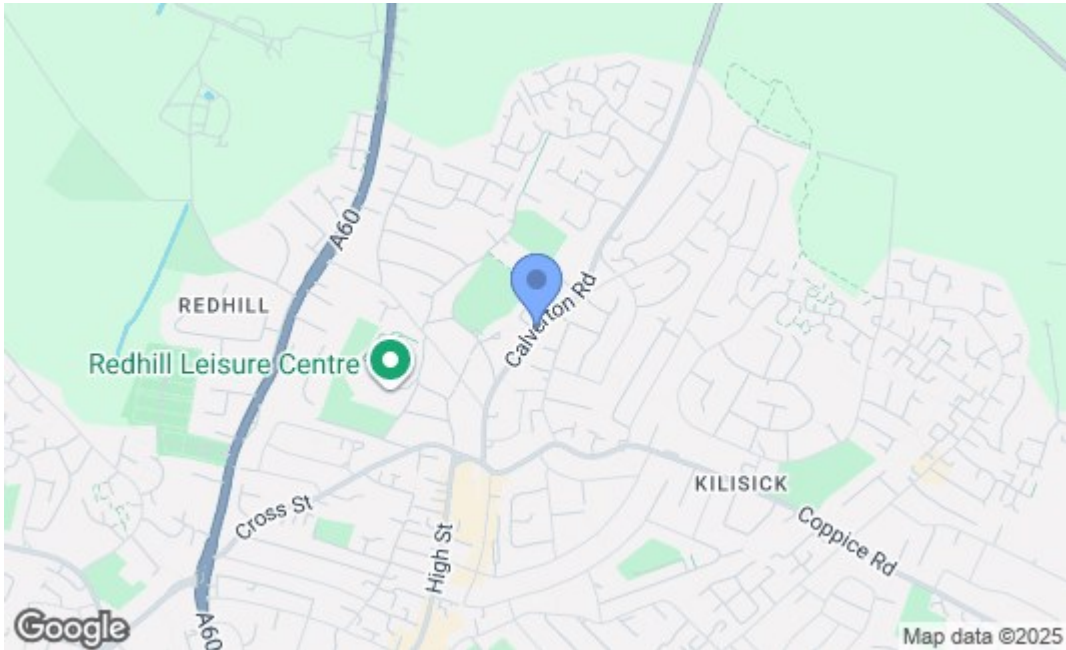 A60
REDHILL
Calverton Rd
Redhill Leisure Centre
KILISICK
Cross St
High St
Coppice Rd
A60
Google
Map data ©2025